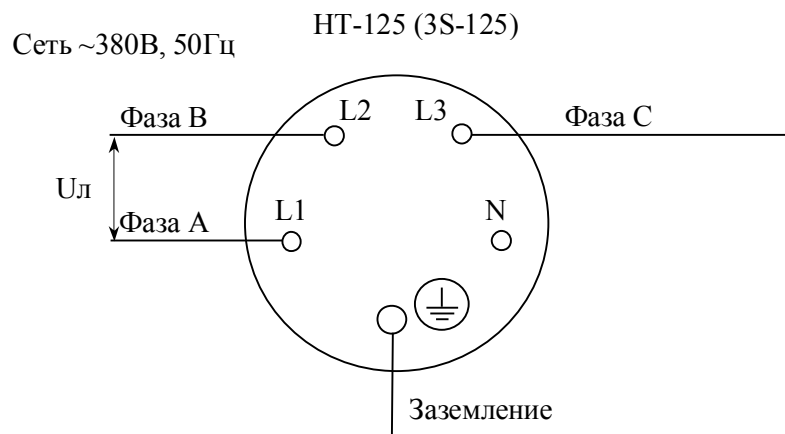 НТ-125 (3S-125)
Сеть ~380В, 50Гц
Фаза В
L2
L3
Фаза С
Uл
Фаза А
L1
N
Заземление